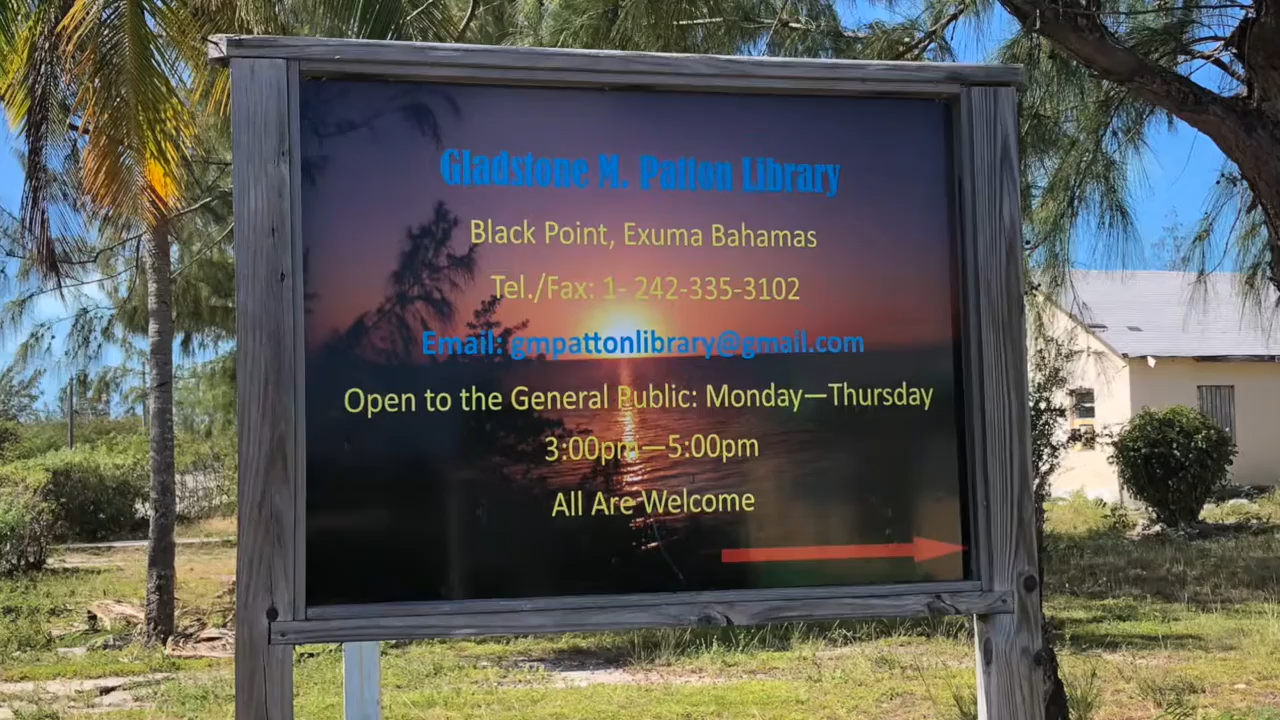 Gladstone M. Patton Library
Black Point, Exuma Bahamas
Tel./Fax: 1- 242-335-3102
Email: gmpattonlibrary@gmail.com
Open to the General Public: Monday—Thursday
3:00pm—5:00pm
All Are Welcome